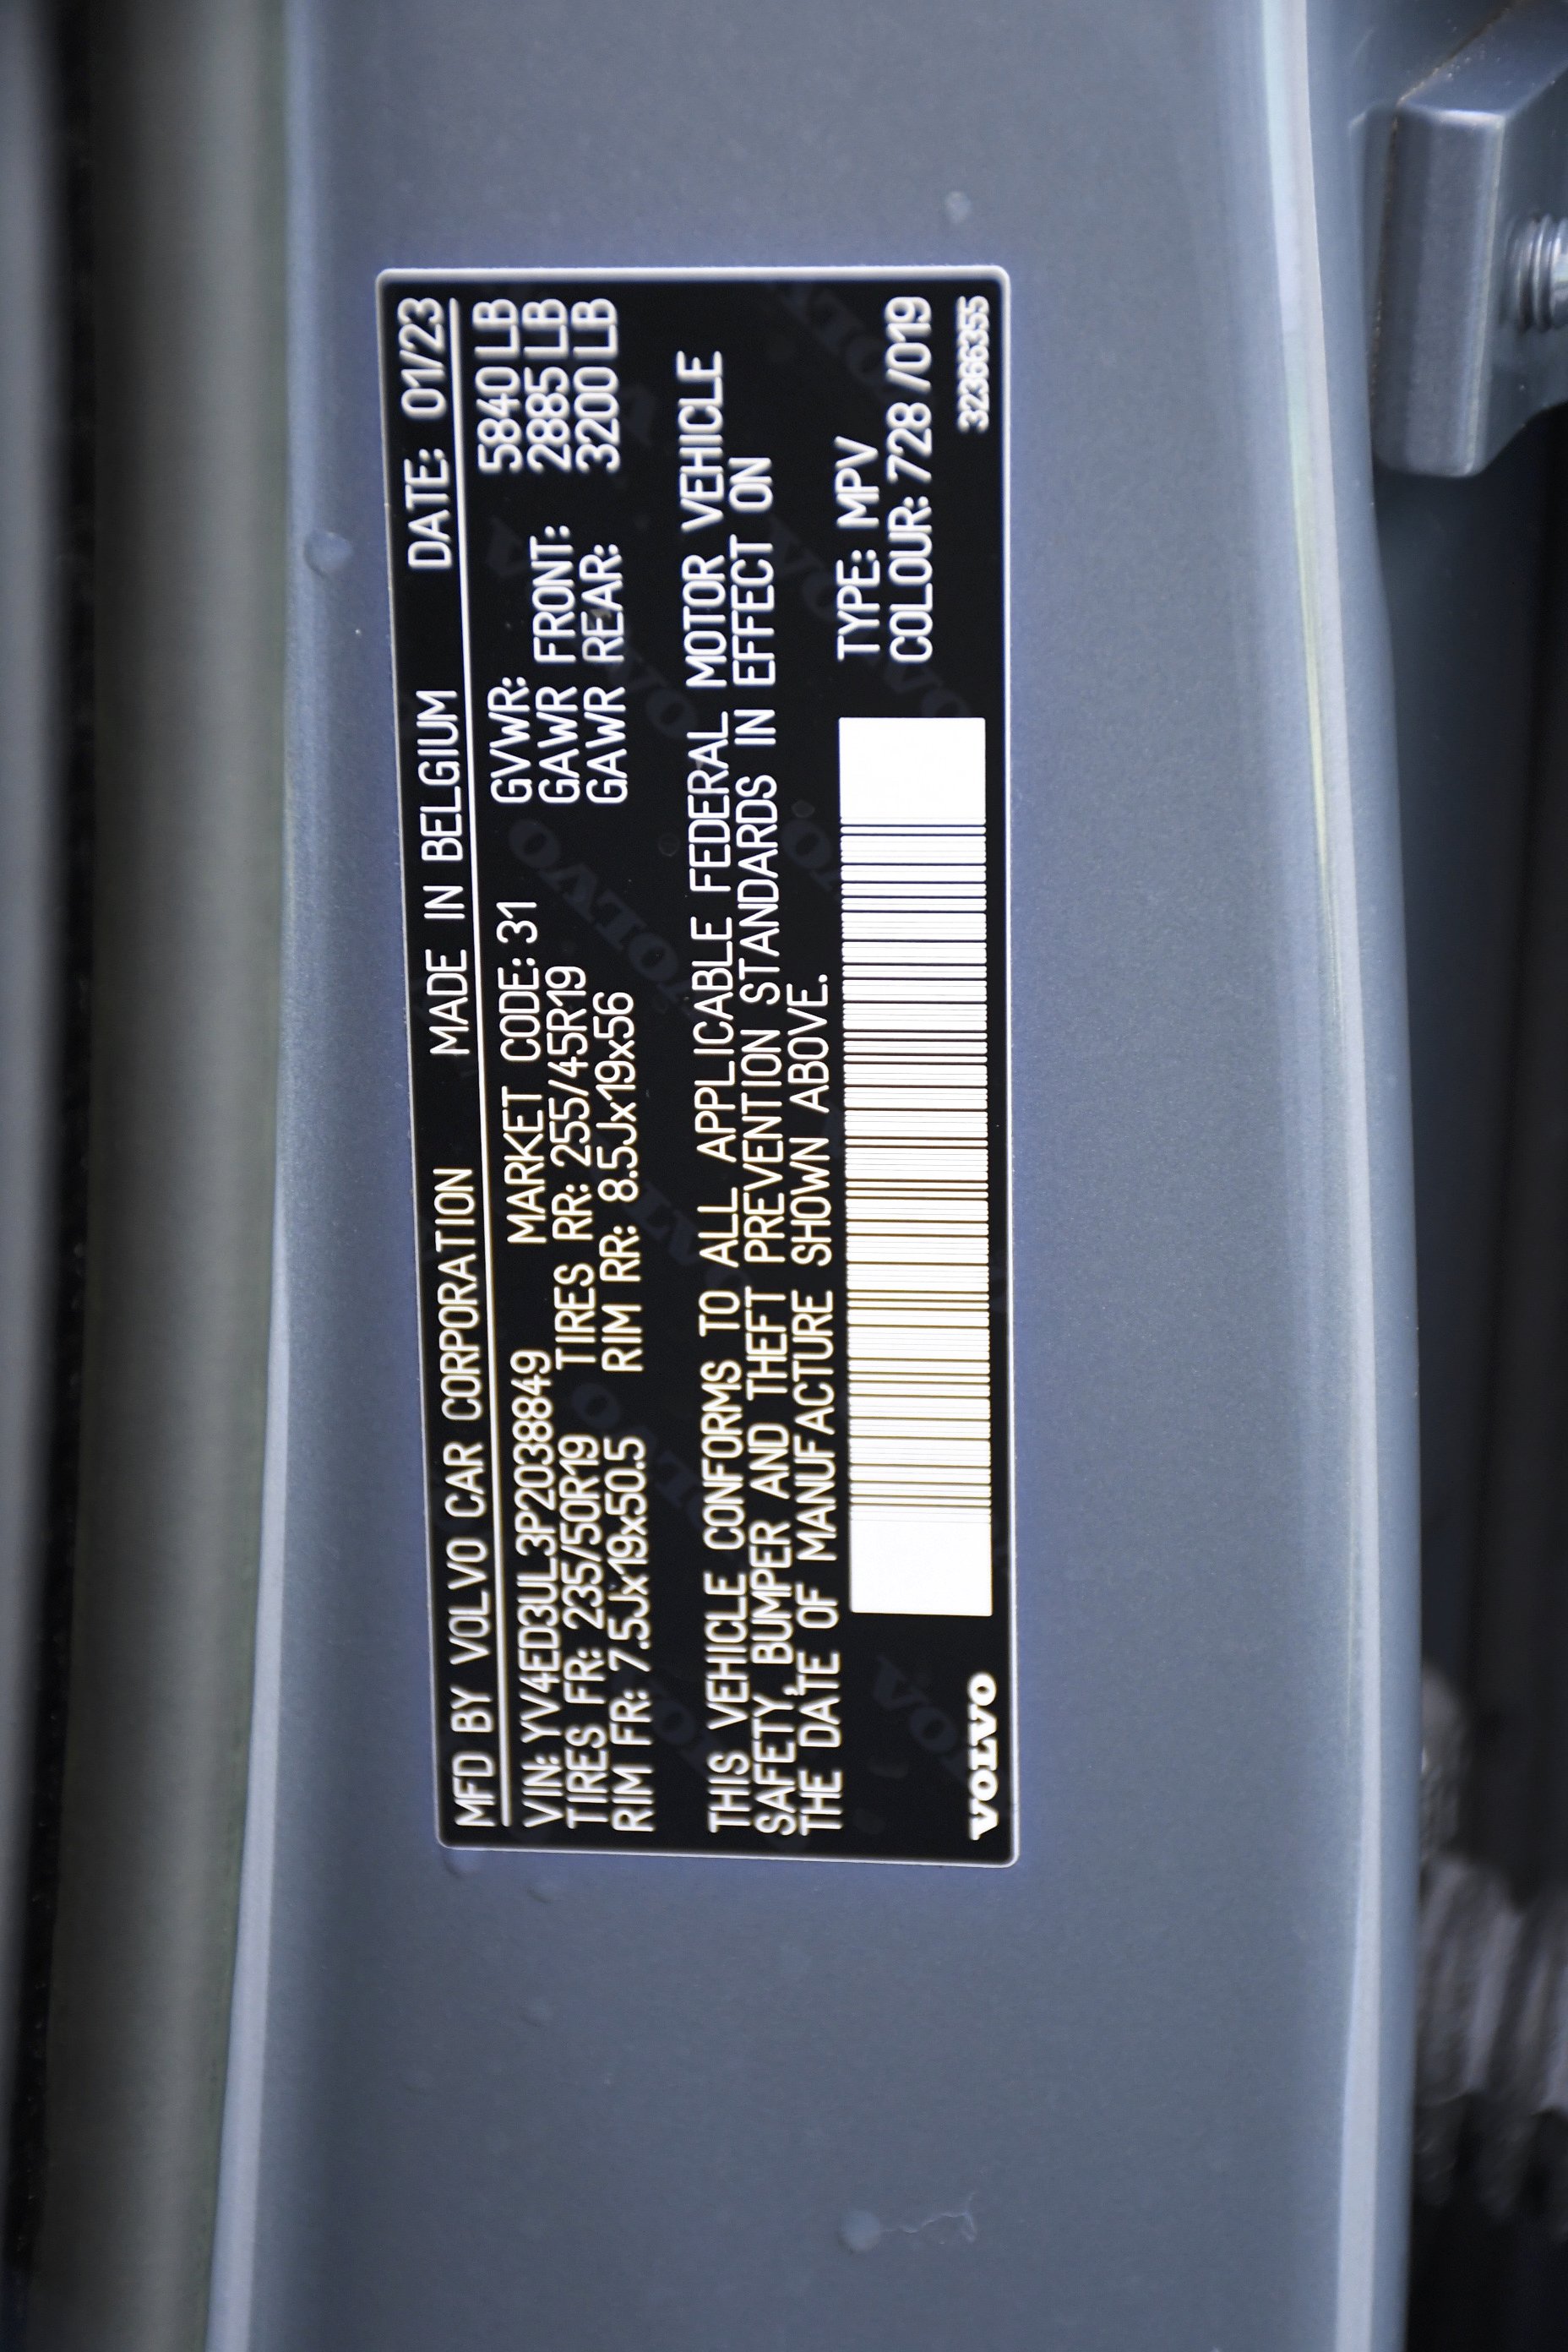 MFD BY VOLVO CAR CORPORATION MADE IN BELGIUM DATE: 01/23
VIN: YV4ED3UL3P2038849 MARKET CODE: 31 GVWR: 5840 LB
TIRES FR: 235/50R19 TIRES RR: 255/45R19 GAWR FRONT: 2885 LB
RIM FR: 7.5Jx19x50.5 RIM RR: 8.5Jx19x56 GAWR REAR: 3200 LB
THIS VEHICLE CONFORMS TO ALL APPLICABLE FEDERAL MOTOR VEHICLE
SAFETY, BUMPER AND THEFT PREVENTION STANDARDS IN EFFECT ON
THE DATE OF MANUFACTURE SHOWN ABOVE.
TYPE: MPV
COLOUR: 728 /019
VOLVO 32366355